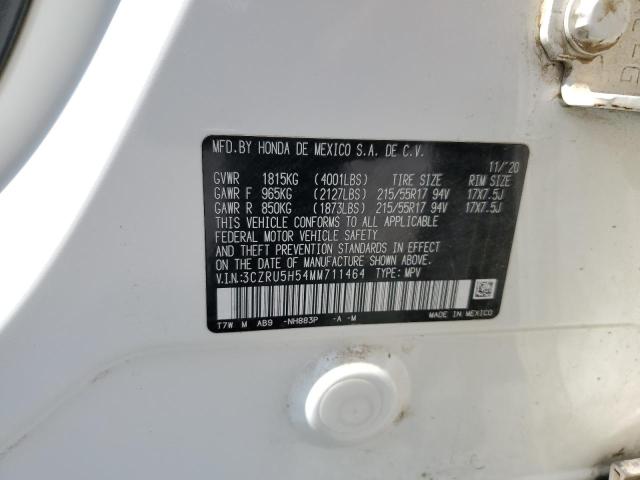 MFD.BY HONDA DE MEXICO S.A. DE C.V.
11/'20
GVWR 1815KG (4001LBS) TIRE SIZE RIM SIZE
GAWR F 965KG (2127LBS) 215/55R17 94V 17X7.5J
GAWR R 850KG (1873LBS) 215/55R17 94V 17X7.5J
THIS VEHICLE CONFORMS TO ALL APPLICABLE
FEDERAL MOTOR VEHICLE SAFETY
AND THEFT PREVENTION STANDARDS IN EFFECT
ON THE DATE OF MANUFACTURE SHOWN ABOVE.
V.I.N:3CZRU5H54MM711464 TYPE: MPV
T7W M AB9 -NH883P -A -M
MADE IN MEXICO